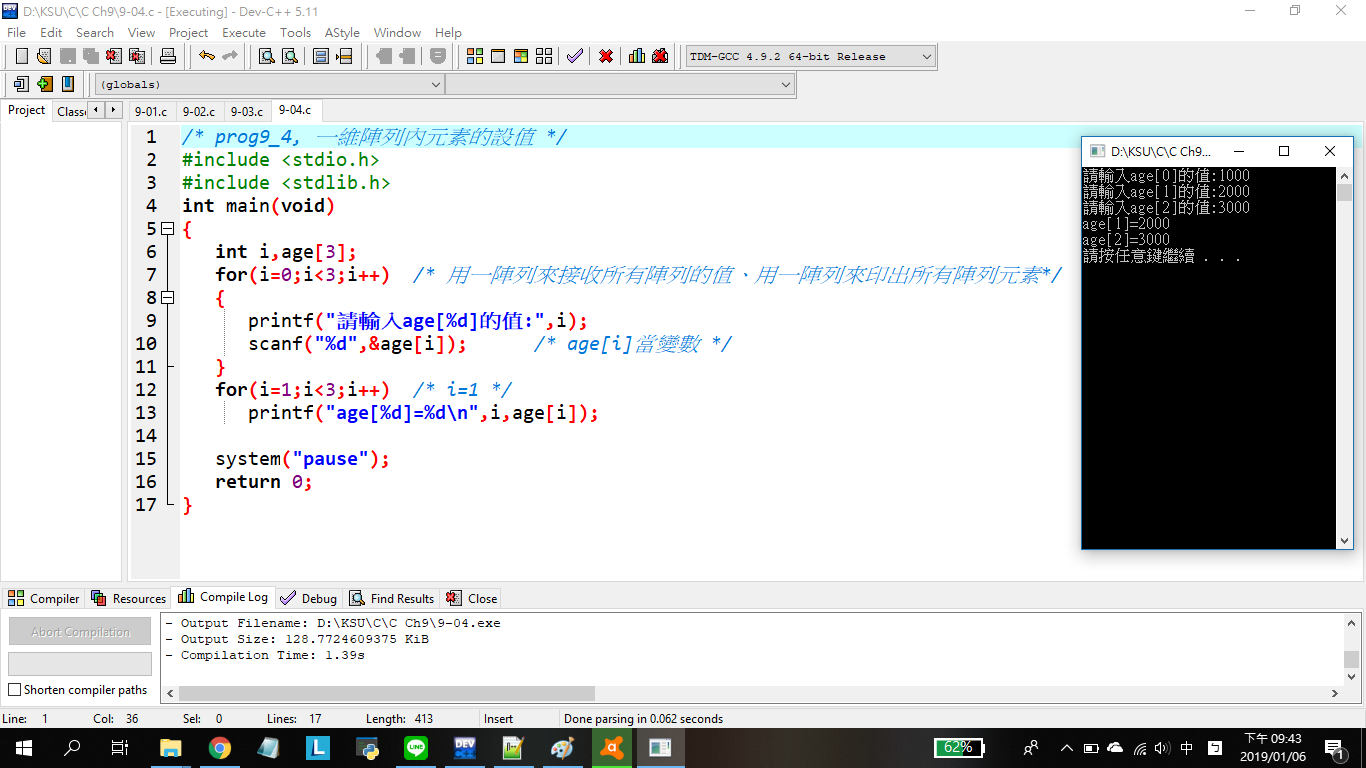 D:\KSU\C\C Ch9\9-04.c - [Executing] - Dev-C++ 5.11
File Edit Search View Project Execute Tools AStyle Window Help
TDM-GCC 4.9.2 64-bit Release
(globals)
Project Classes 9-01.c 9-02.c 9-03.c 9-04.c
1 /* prog9_4, 一維陣列內元素的設值 */
2 #include <stdio.h>
3 #include <stdlib.h>
4 int main(void)
5 {
6 int i,age[3];
7 for(i=0;i<3;i++) /* 用一陣列來接收所有陣列的值、用一陣列來印出所有陣列元素*/
8 {
9 printf("請輸入age[%d]的值:",i);
10 scanf("%d",&age[i]); /* age[i]當變數 */
11 }
12 for(i=1;i<3;i++) /* i=1 */
13 printf("age[%d]=%d\n",i,age[i]);
14
15 system("pause");
16 return 0;
17 }
D:\KSU\C\C Ch9...
請輸入age[0]的值:1000
請輸入age[1]的值:2000
請輸入age[2]的值:3000
age[1]=2000
age[2]=3000
請按任意鍵繼續 . . .
Compiler Resources Compile Log Debug Find Results Close
Abort Compilation
Shorten compiler paths
- Output Filename: D:\KSU\C\C Ch9\9-04.exe
- Output Size: 128.7724609375 KiB
- Compilation Time: 1.39s
Line: 1 Col: 36 Sel: 0 Lines: 17 Length: 413 Insert Done parsing in 0.062 seconds
62% 中 下午 09:43
2019/01/06
1